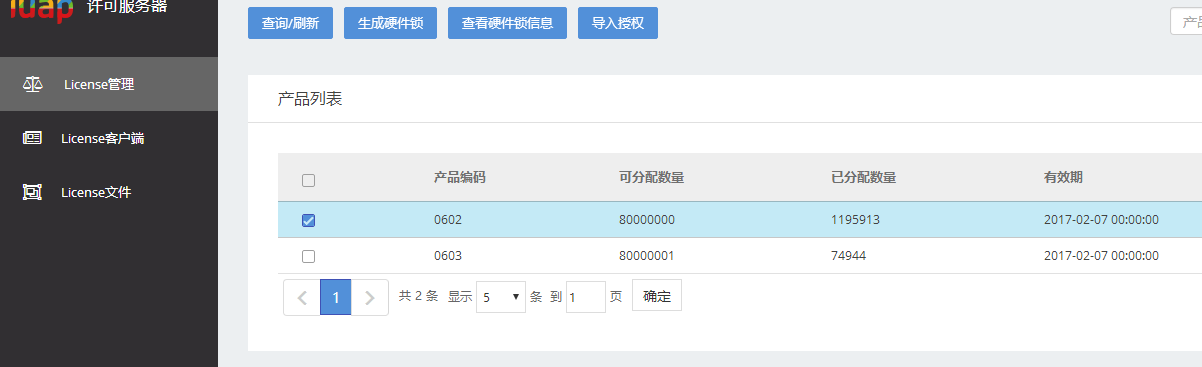 iuap 许可服务器
查询/刷新 生成硬件锁 查看硬件锁信息 导入授权 产品
License管理
License客户端
License文件
产品列表
产品编码 可分配数量 已分配数量 有效期
0602 80000000 1195913 2017-02-07 00:00:00
0603 80000001 74944 2017-02-07 00:00:00
1 共 2 条 显示 5 条 到 1 页 确定